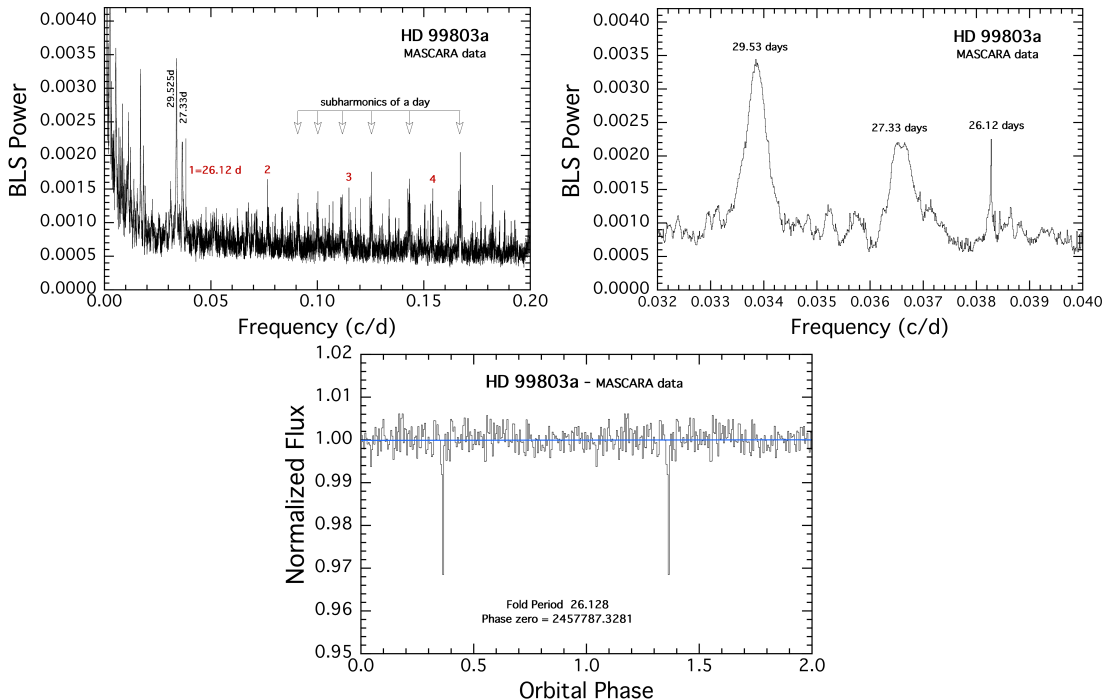 HD 99803a
MASCARA data
29.525d
27.33d
subharmonics of a day
1=26.12 d
2
3
4
BLS Power
0.0040
0.0035
0.0030
0.0025
0.0020
0.0015
0.0010
0.0005
0.0000
0.00
0.05
0.10
0.15
0.20
Frequency (c/d)
HD 99803a
MASCARA data
29.53 days
27.33 days
26.12 days
BLS Power
0.0040
0.0035
0.0030
0.0025
0.0020
0.0015
0.0010
0.0005
0.0000
0.032
0.033
0.034
0.035
0.036
0.037
0.038
0.039
0.040
Frequency (c/d)
HD 99803a – MASCARA data
Normalized Flux
1.02
1.01
1.00
0.99
0.98
0.97
0.96
0.95
Fold Period 26.128
Phase zero = 2457787.3281
0.0
0.5
1.0
1.5
2.0
Orbital Phase